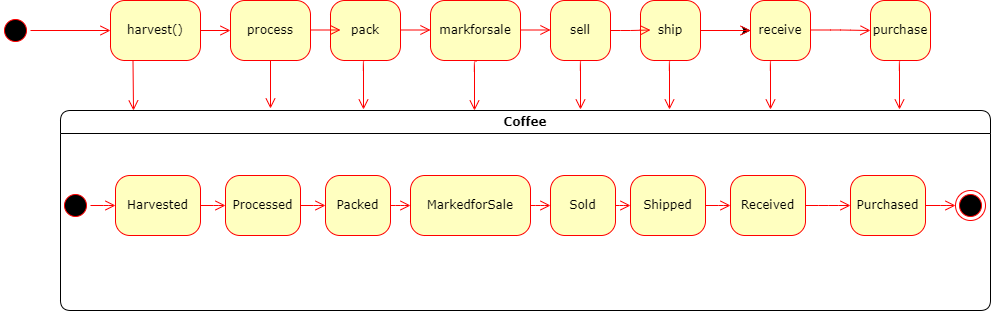 harvest()
process
pack
markforsale
sell
ship
receive
purchase
Coffee
Harvested
Processed
Packed
MarkedforSale
Sold
Shipped
Received
Purchased